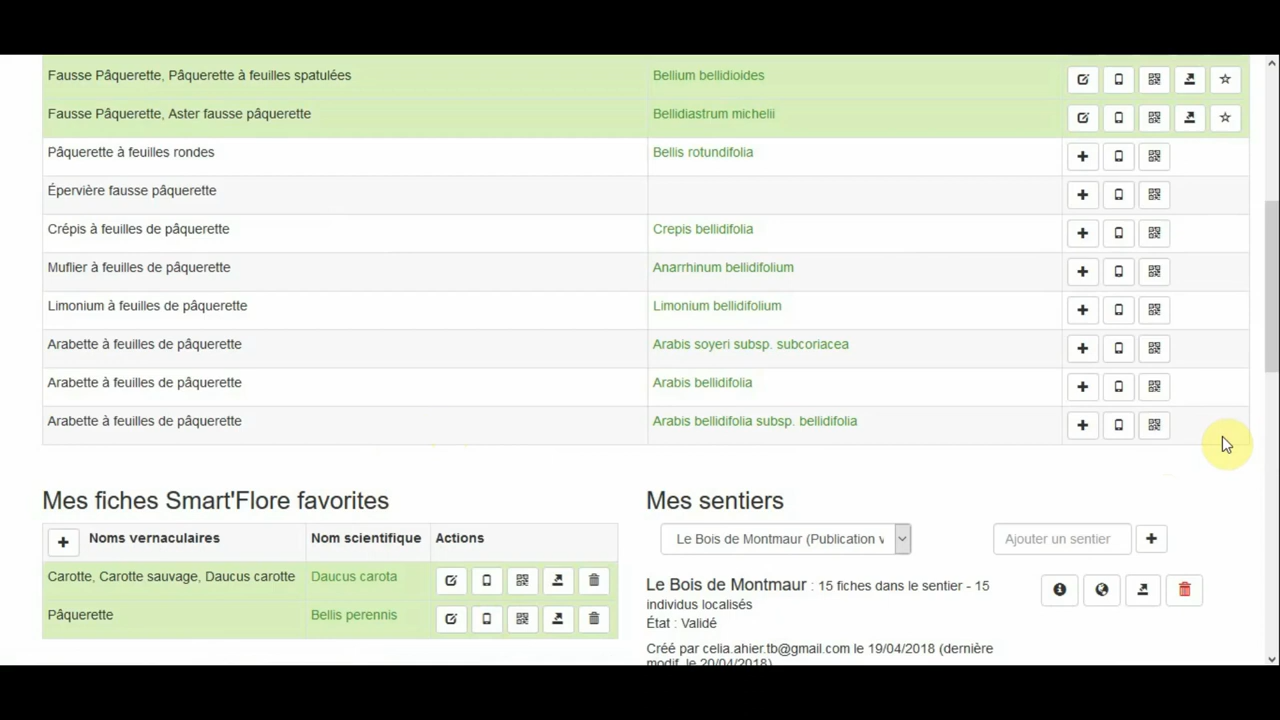 Fausse Pâquerette, Pâquerette à feuilles spatulées Bellium bellidioides
Fausse Pâquerette, Aster fausse pâquerette Bellidiastrum michelii
Pâquerette à feuilles rondes Bellis rotundifolia
Épervière fausse pâquerette
Crépis à feuilles de pâquerette Crepis bellidifolia
Muflier à feuilles de pâquerette Anarrhinum bellidifolium
Limonium à feuilles de pâquerette Limonium bellidifolium
Arabette à feuilles de pâquerette Arabis soyeri subsp. subcoriacea
Arabette à feuilles de pâquerette Arabis bellidifolia
Arabette à feuilles de pâquerette Arabis bellidifolia subsp. bellidifolia
Mes fiches Smart'Flore favorites
Noms vernaculaires Nom scientifique Actions
Carotte, Carotte sauvage, Daucus carotte Daucus carota
Pâquerette Bellis perennis
Mes sentiers
Le Bois de Montmaur (Publication v Ajouter un sentier
Le Bois de Montmaur : 15 fiches dans le sentier - 15
individus localisés
État : Validé
Créé par celia.ahier.tb@gmail.com le 19/04/2018 (dernière
modif. le 20/04/2018)